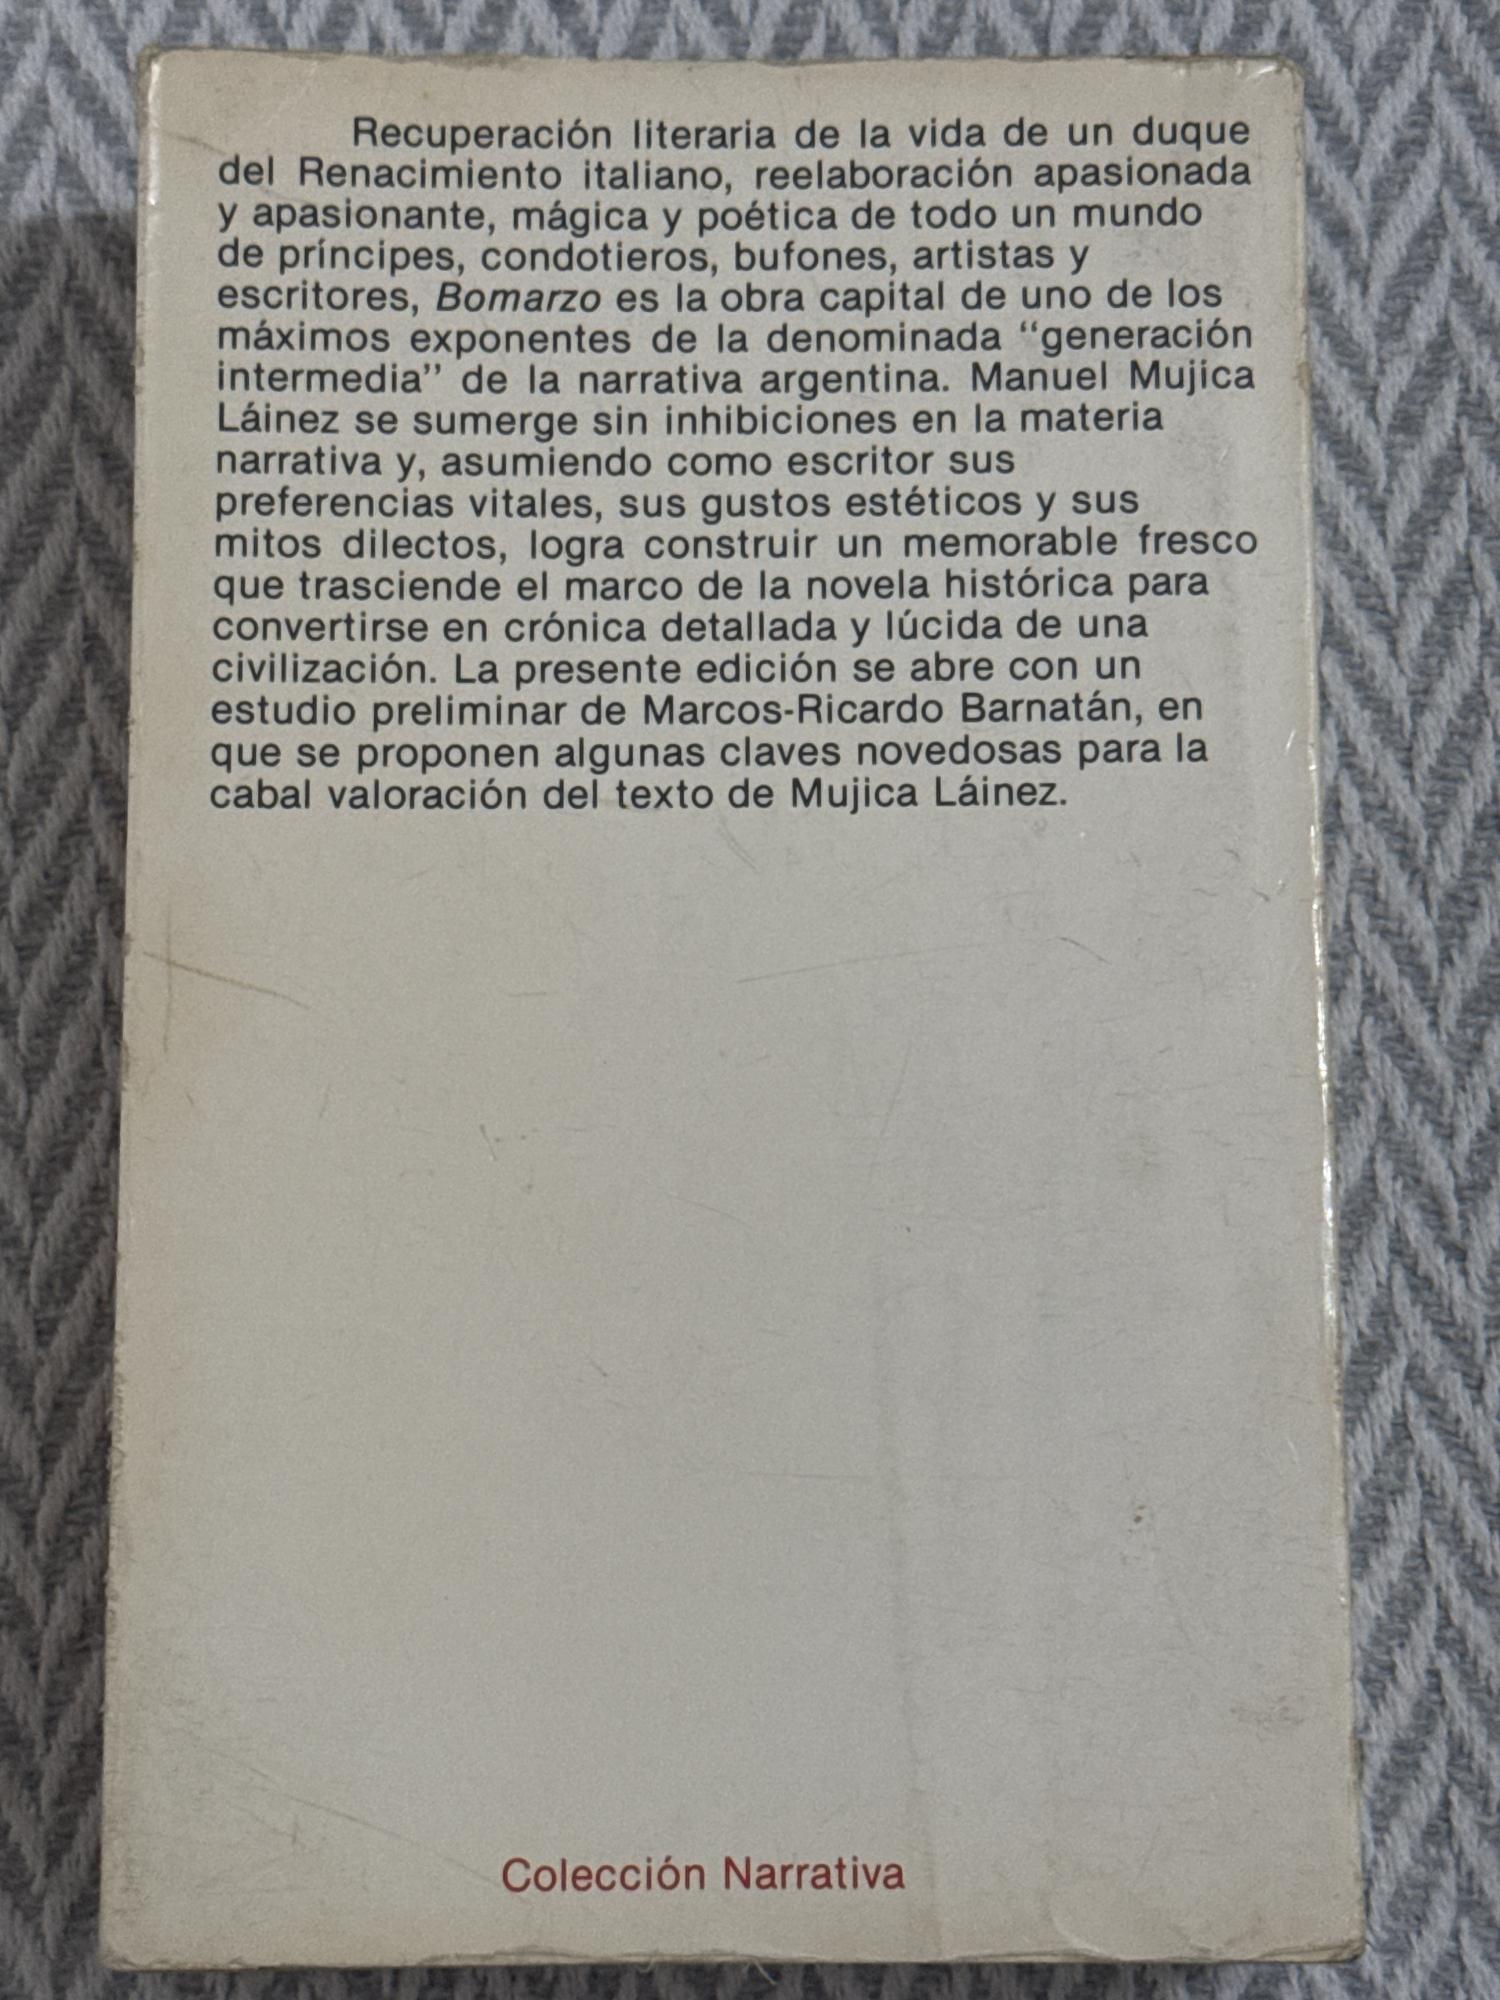 Recuperación literaria de la vida de un duque
del Renacimiento italiano, reelaboración apasionada
y apasionante, mágica y poética de todo un mundo
de príncipes, condotieros, bufones, artistas y
escritores, Bomarzo es la obra capital de uno de los
máximos exponentes de la denominada “generación
intermedia” de la narrativa argentina. Manuel Mujica
Láinez se sumerge sin inhibiciones en la materia
narrativa y, asumiendo como escritor sus
preferencias vitales, sus gustos estéticos y sus
mitos dilectos, logra construir un memorable fresco
que trasciende el marco de la novela histórica para
convertirse en crónica detallada y lúcida de una
civilización. La presente edición se abre con un
estudio preliminar de Marcos-Ricardo Barnatán, en
que se proponen algunas claves novedosas para la
cabal valoración del texto de Mujica Láinez.
Colección Narrativa